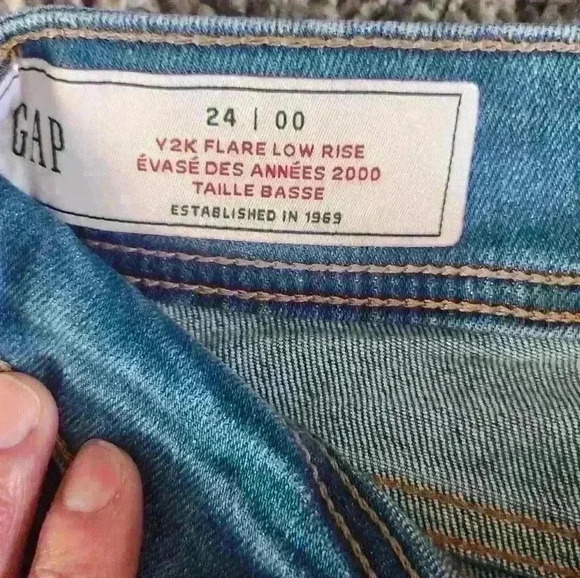 GAP
24 | 00
Y2K FLARE LOW RISE
ÉVASÉ DES ANNÉES 2000
TAILLE BASSE
ESTABLISHED IN 1969